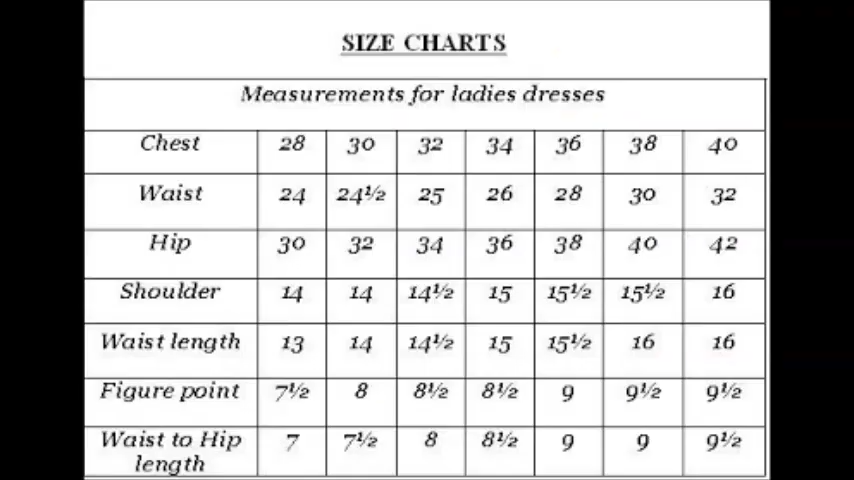 SIZE CHARTS
Measurements for ladies dresses
Chest 28 30 32 34 36 38 40
Waist 24 24½ 25 26 28 30 32
Hip 30 32 34 36 38 40 42
Shoulder 14 14 14½ 15 15½ 15½ 16
Waist length 13 14 14½ 15 15½ 16 16
Figure point 7½ 8 8½ 8½ 9 9½ 9½
Waist to Hip 7 7½ 8 8½ 9 9 9½
length